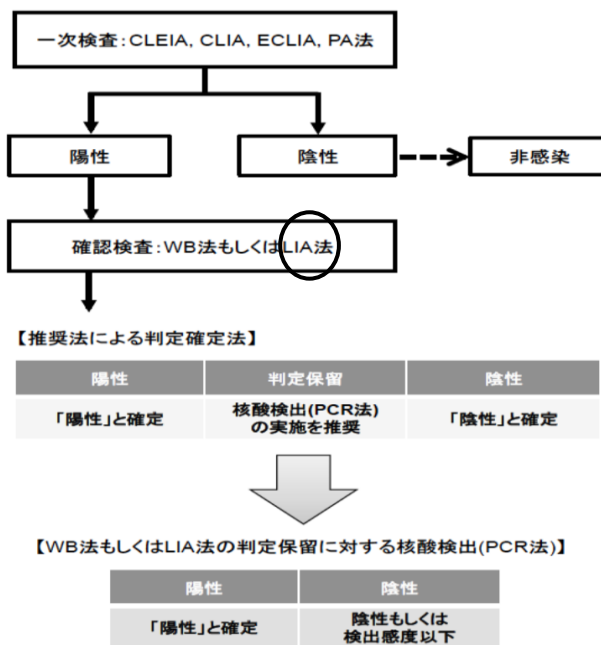 一次検査：CLEIA, CLIA, ECLIA, PA法
陽性
陰性
非感染
確認検査：WB法もしくはLIA法
【推奨法による判定確定法】
陽性 判定保留 陰性
「陽性」と確定 核酸検出(PCR法) 「陰性」と確定
の実施を推奨
【WB法もしくはLIA法の判定保留に対する核酸検出(PCR法)】
陽性 陰性
「陽性」と確定 陰性もしくは
検出感度以下